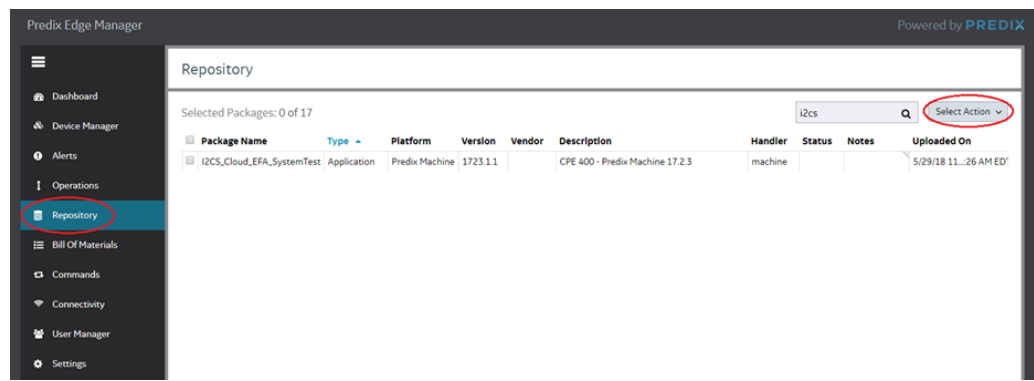 Predix Edge Manager
Powered by PREDIX
Dashboard
Device Manager
Alerts
Operations
Repository
Bill Of Materials
Commands
Connectivity
User Manager
Settings
Repository
Selected Packages: 0 of 17
i2cs
Select Action
Package Name Type Platform Version Vendor Description Handler Status Notes Uploaded On
I2CS_Cloud_EFA_SystemTest Application Predix Machine 1723.1.1 CPE 400 - Predix Machine 17.2.3 machine 5/29/18 11...:26 AM EDT